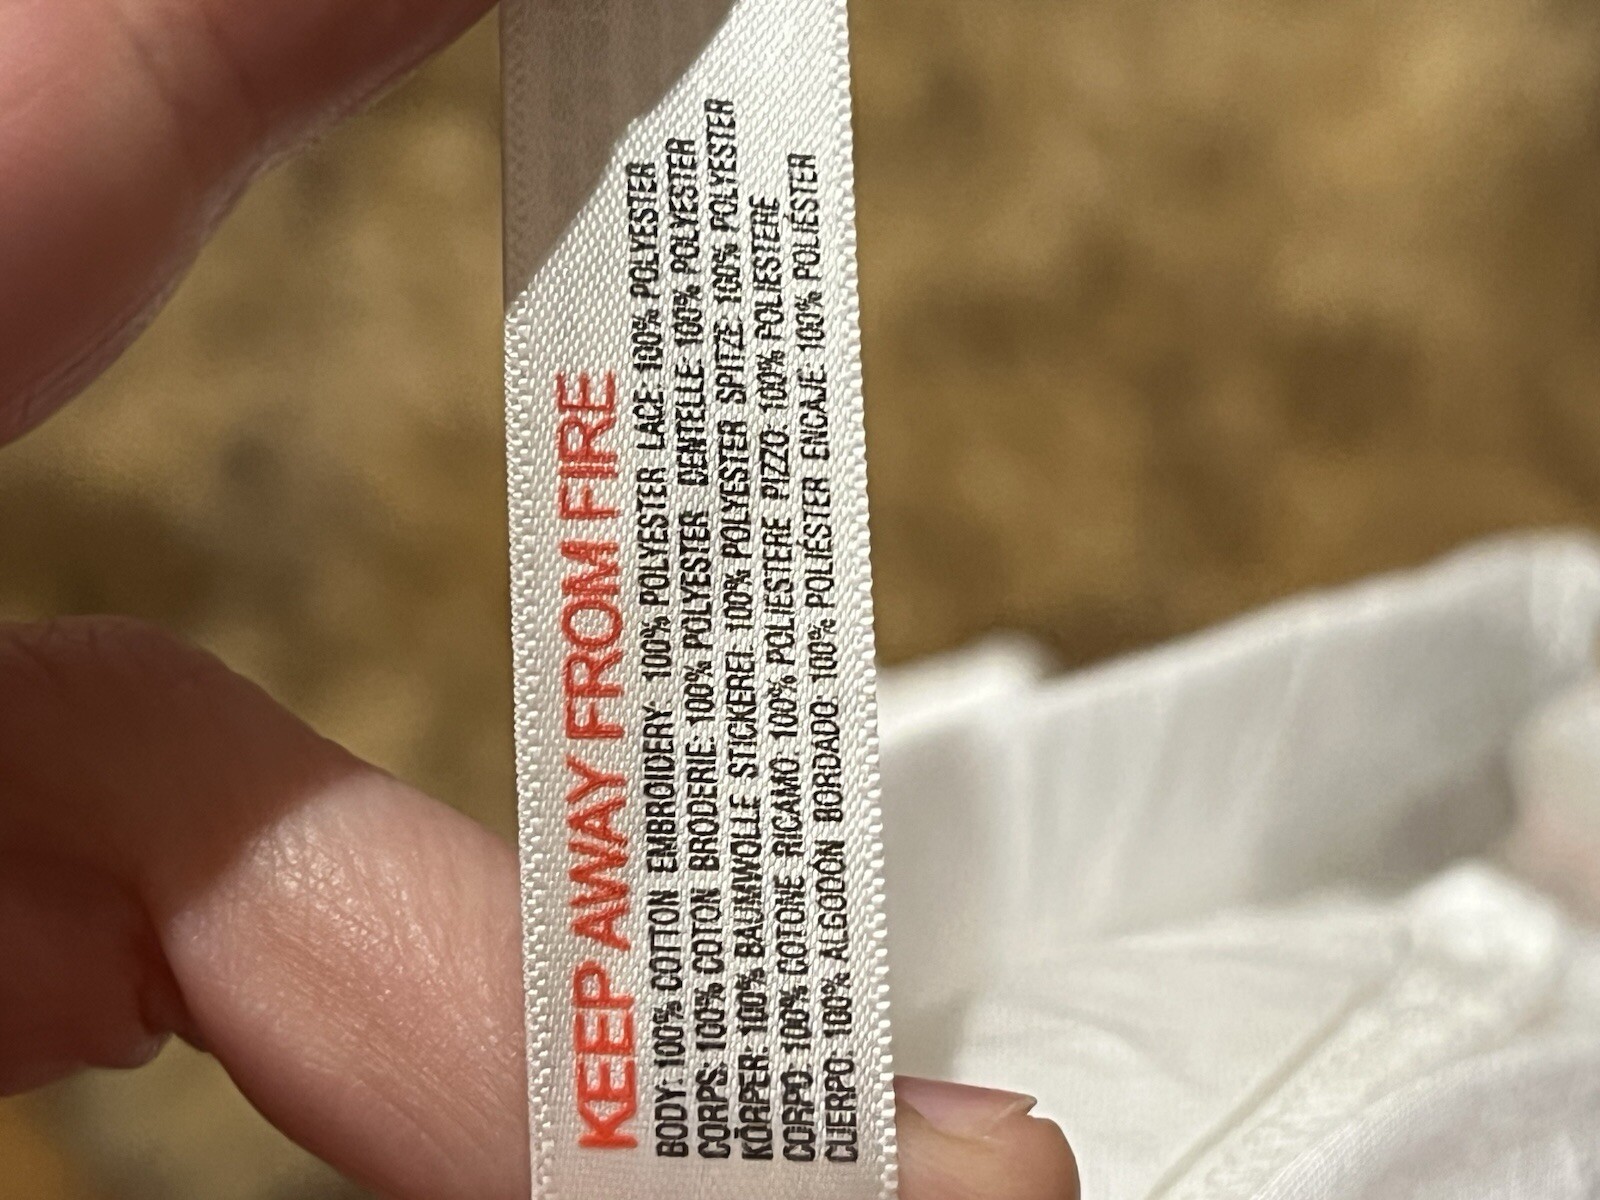 KEEP AWAY FROM FIRE
BODY: 100% COTTON EMBROIDERY 100% POLYESTER LACE: 100% POLYESTER
CORPS: 100% COTON BRODERIE: 100% POLYESTER DENTELLE: 100% POLYESTER
KÖRPER: 100% BAUMWOLLE STICKEREI: 100% POLYESTER SPITZE: 100% POLYESTER
CORPO: 100% COTONE RICAMO: 100% POLIESTERE PIZZO: 100% POLIESTERE
CUERPO: 100% ALGODÓN BORDADO: 100% POLIÉSTER ENCAJE: 100% POLIÉSTER